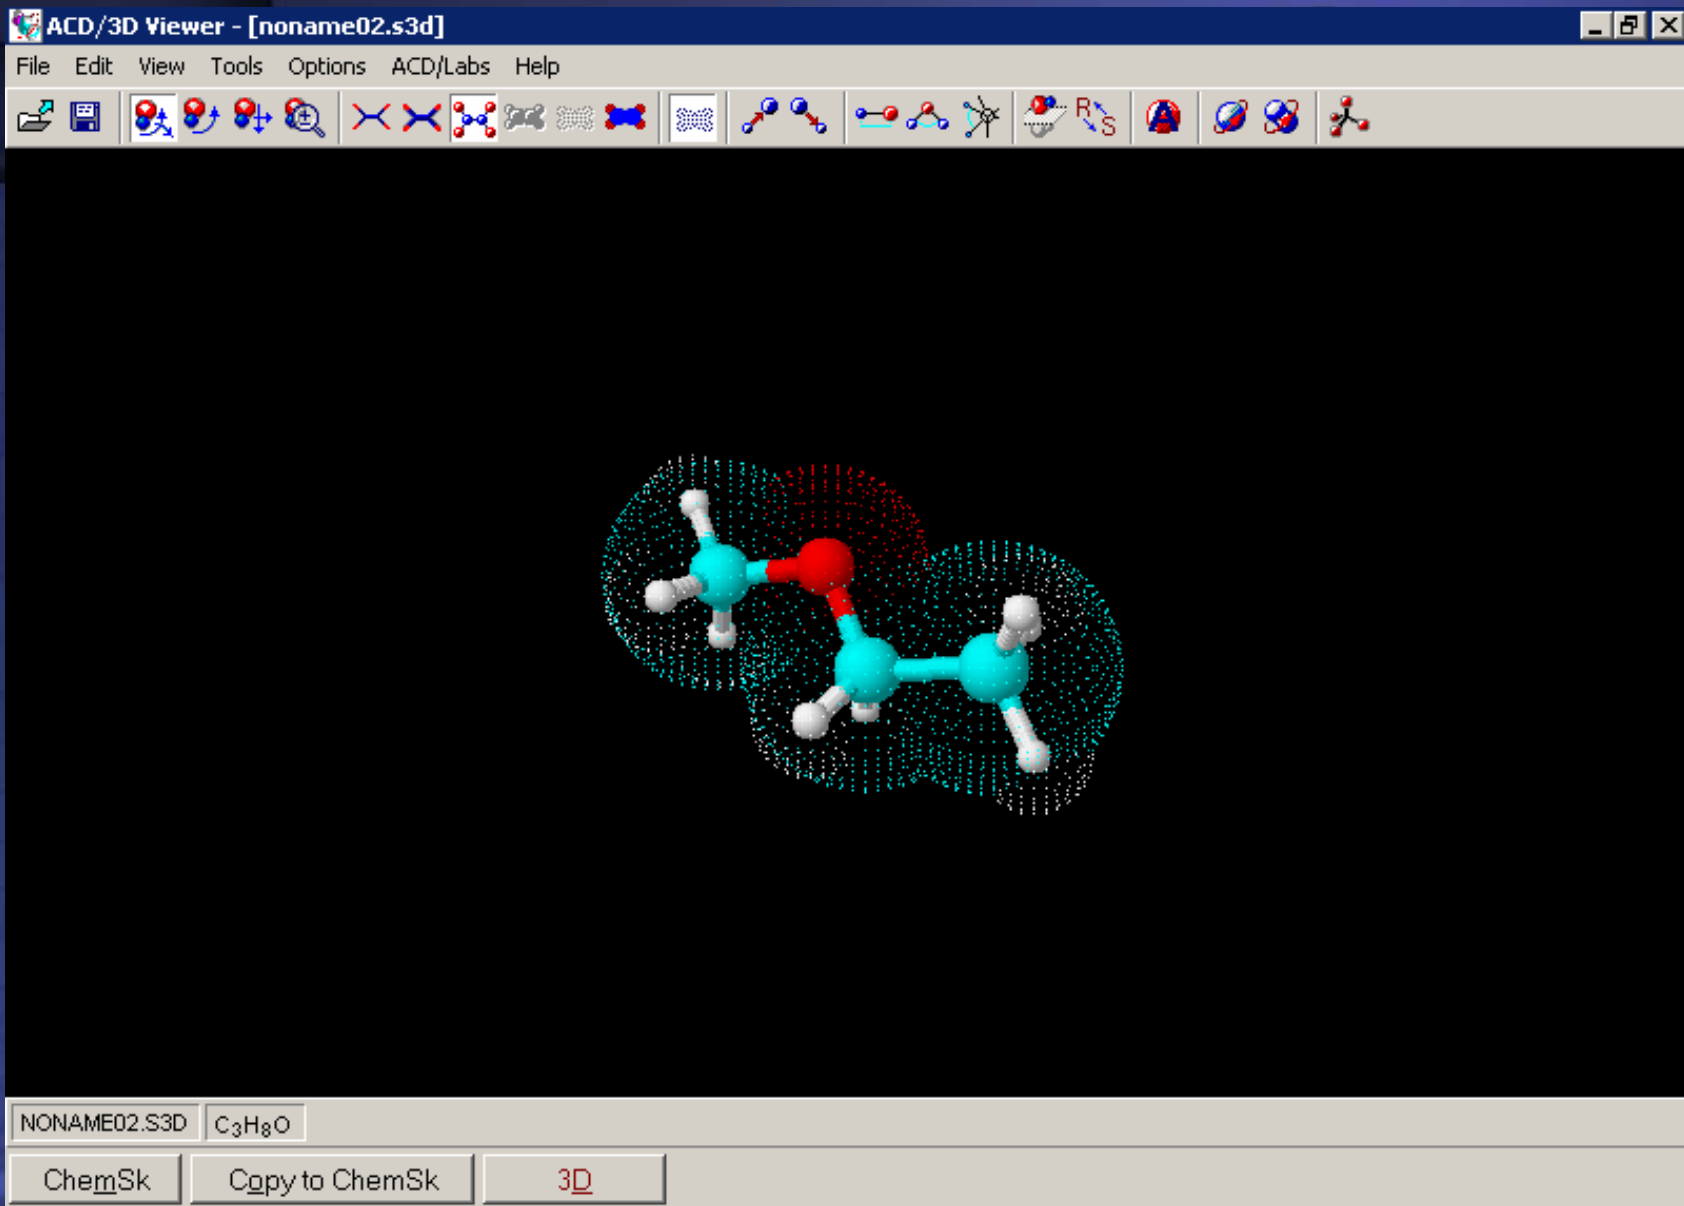 ACD/3D Viewer - [noname02.s3d]
File Edit View Tools Options ACD/Labs Help
R S A
NONAME02.S3D C₃H₈O
ChemSk Copy to ChemSk 3D